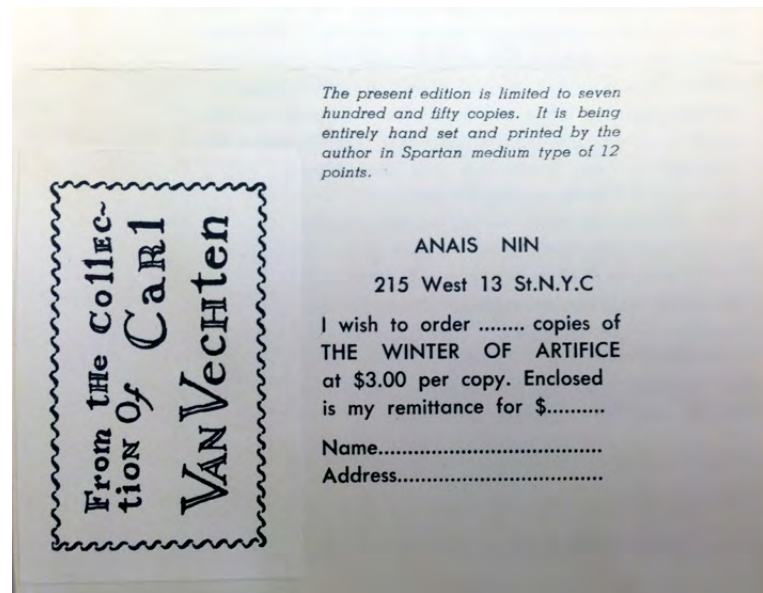 The present edition is limited to seven
hundred and fifty copies. It is being
entirely hand set and printed by the
author in Spartan medium type of 12
points.
ANAIS NIN
215 West 13 St.N.Y.C
I wish to order ........ copies of
THE WINTER OF ARTIFICE
at $3.00 per copy. Enclosed
is my remittance for $..........
Name.......................................
Address....................................
From tHe CollEC~
tion Of CaRl
VAN VecHten